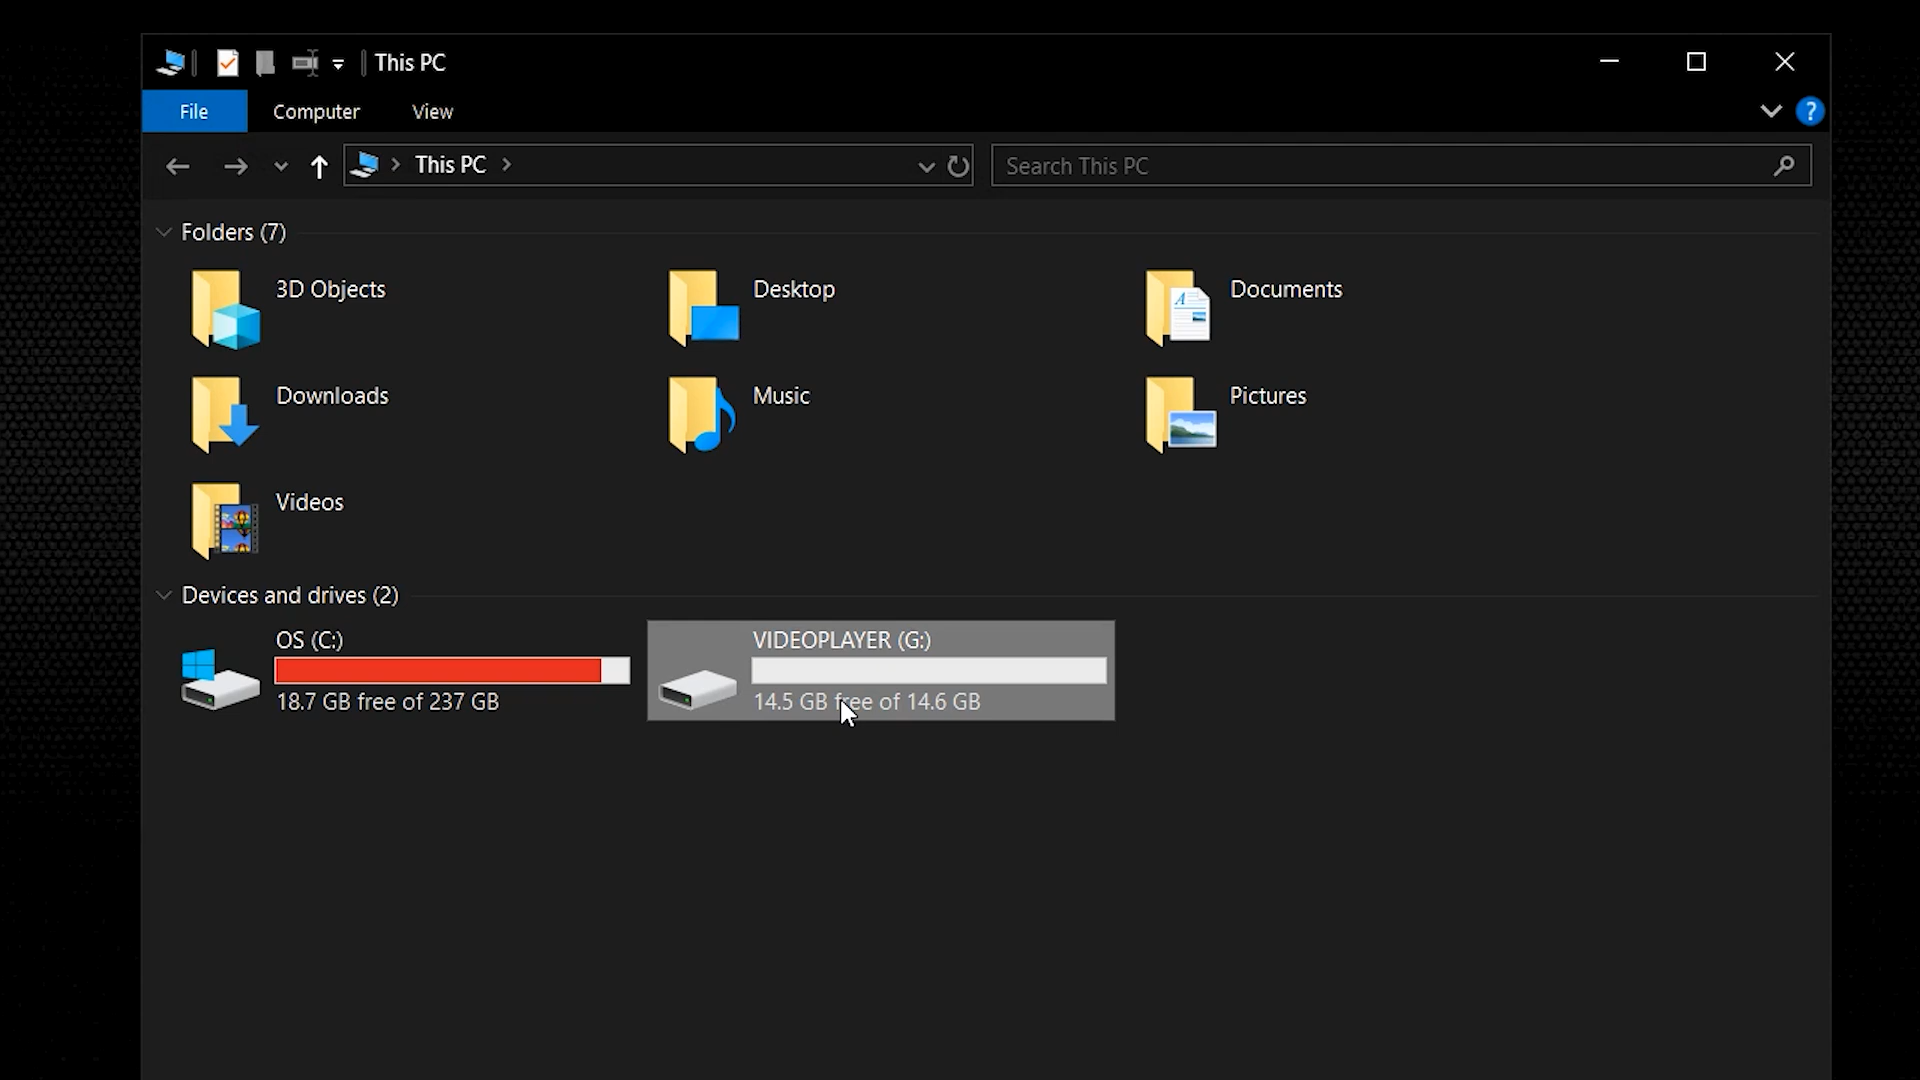 This PC
File
Computer
View
?
This PC
Search This PC
Folders (7)
3D Objects
Desktop
Documents
Downloads
Music
Pictures
Videos
Devices and drives (2)
OS (C:)
18.7 GB free of 237 GB
VIDEOPLAYER (G:)
14.5 GB free of 14.6 GB